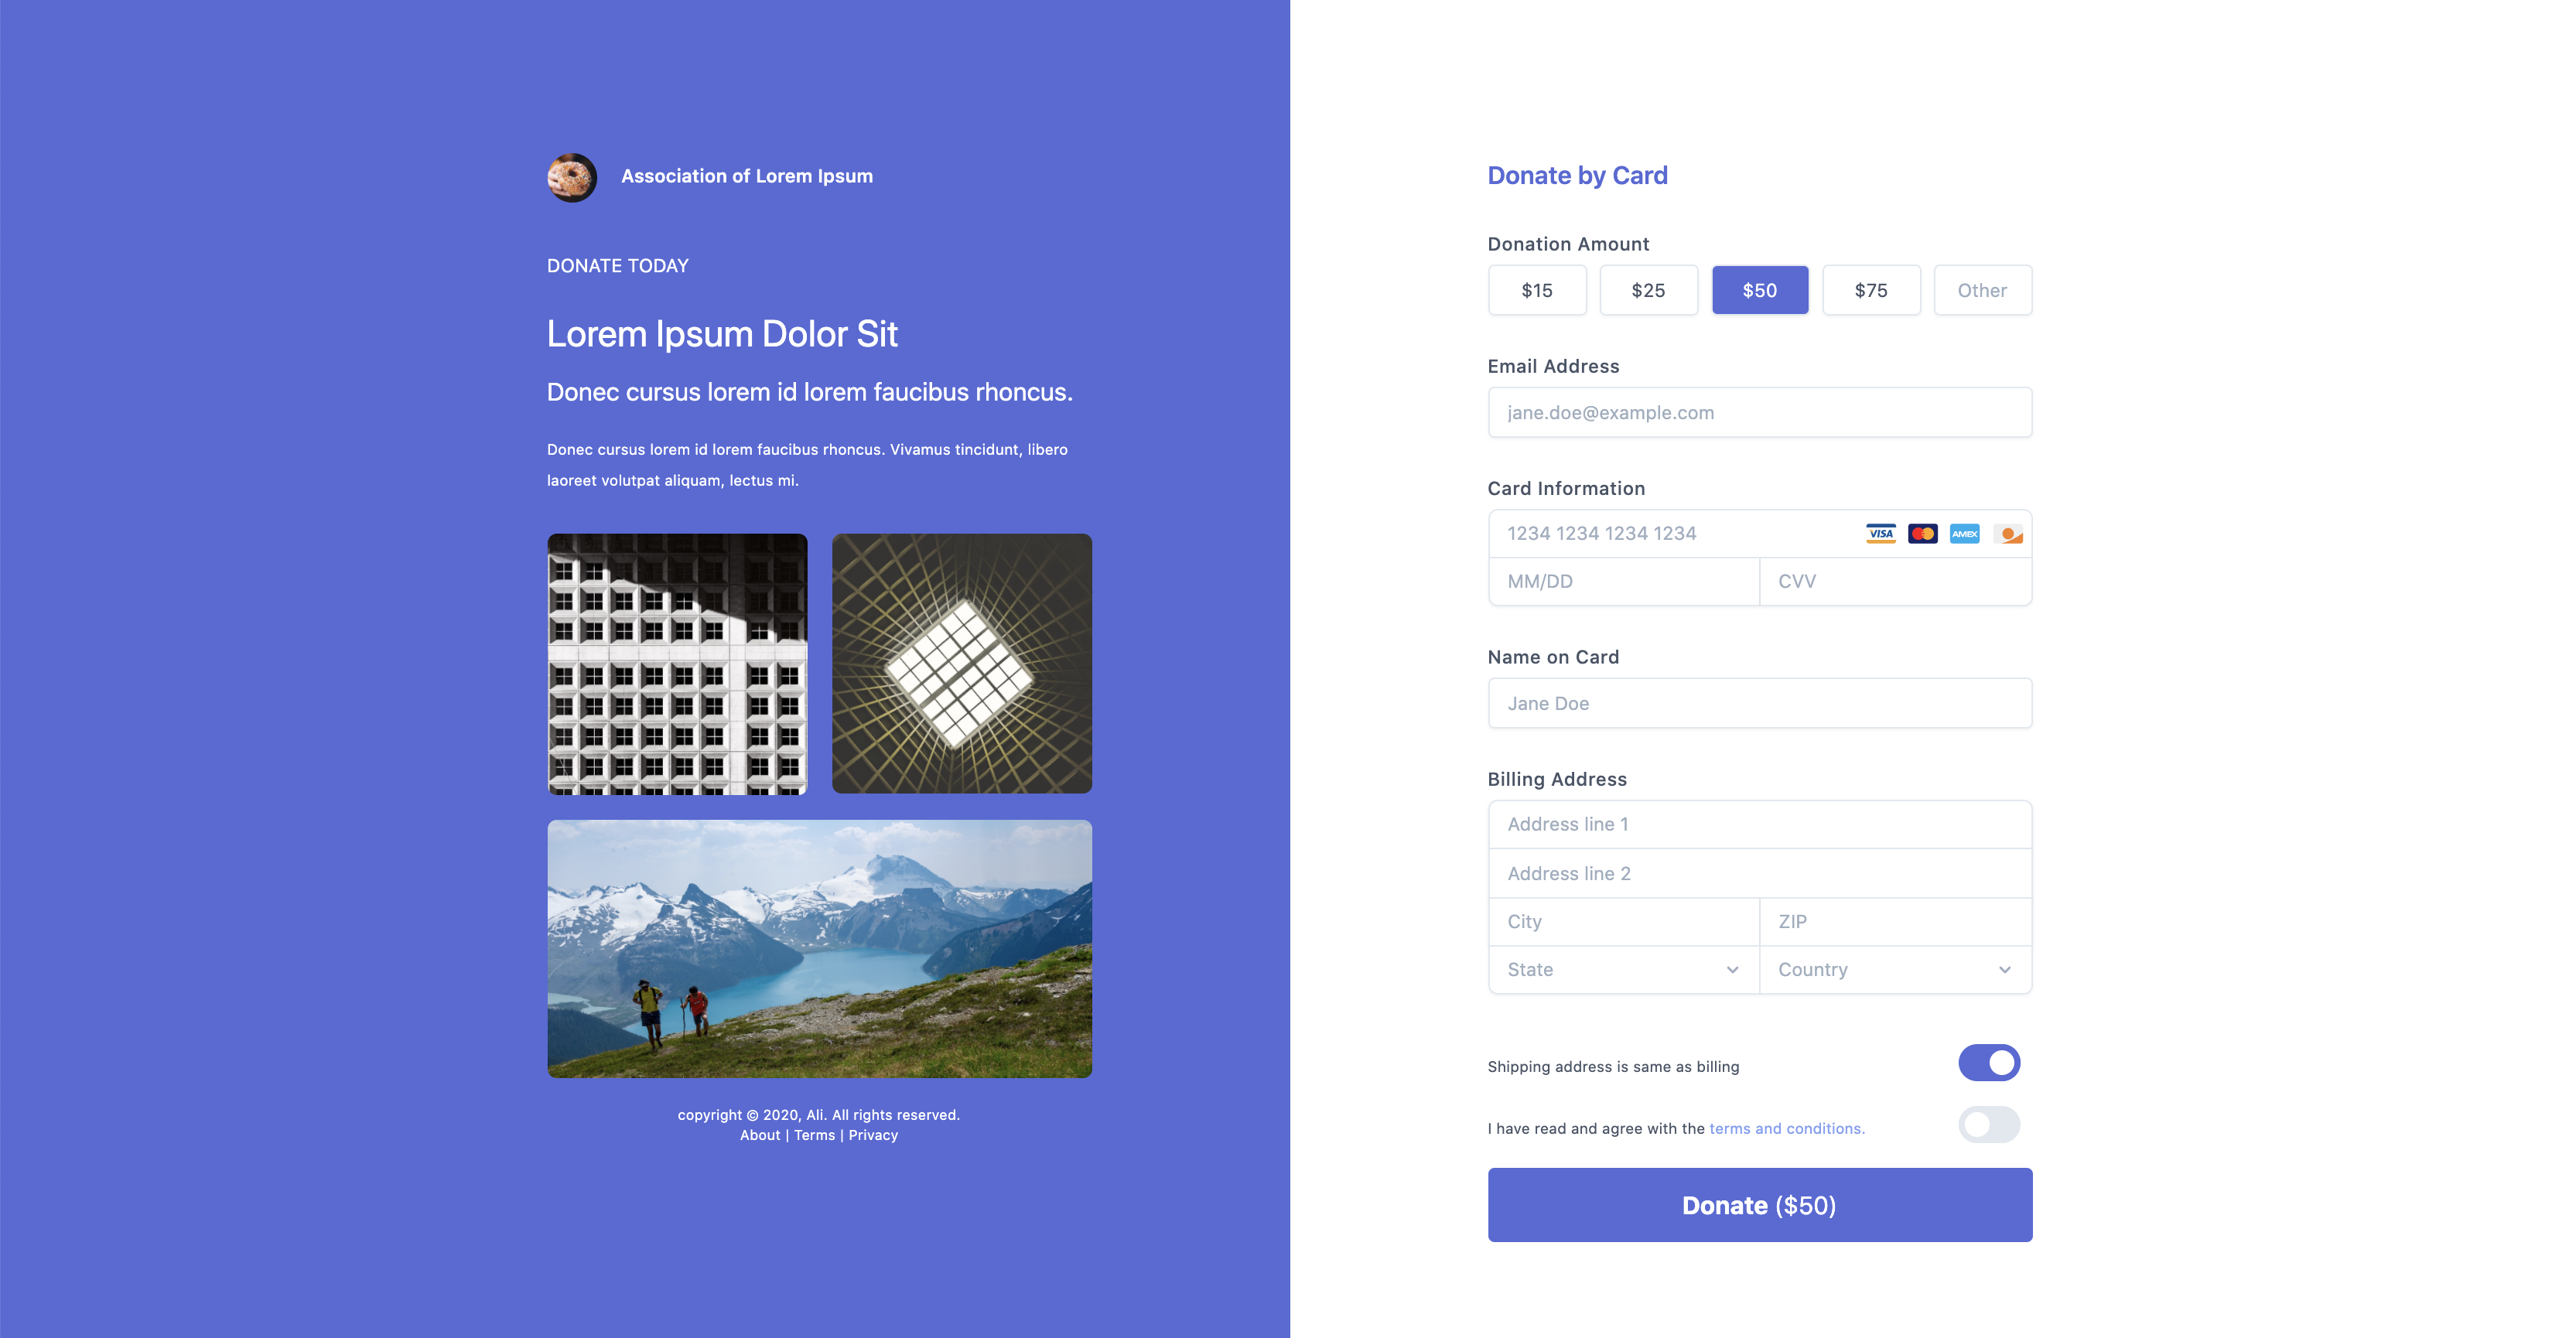 Association of Lorem Ipsum
DONATE TODAY
Lorem Ipsum Dolor Sit
Donec cursus lorem id lorem faucibus rhoncus.
Donec cursus lorem id lorem faucibus rhoncus. Vivamus tincidunt, libero
laoreet volutpat aliquam, lectus mi.
copyright © 2020, Ali. All rights reserved.
About | Terms | Privacy
Donate by Card
Donation Amount
$15 $25 $50 $75 Other
Email Address
jane.doe@example.com
Card Information
1234 1234 1234 1234 VISA AMEX
MM/DD CVV
Name on Card
Jane Doe
Billing Address
Address line 1
Address line 2
City ZIP
State Country
Shipping address is same as billing
I have read and agree with the terms and conditions.
Donate ($50)